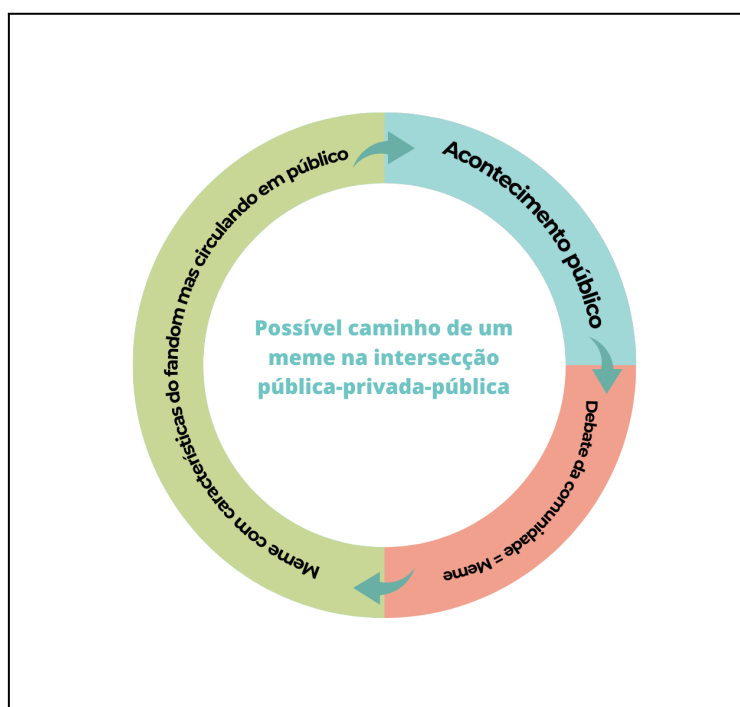 Acontecimento público
Debate da comunidade = Meme
Meme com características do fandom mas circulando em público
Possível caminho de um
meme na intersecção
pública-privada-pública